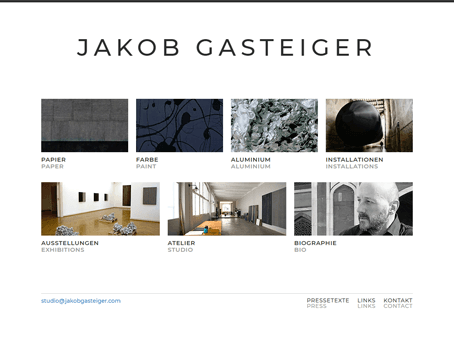 JAKOB GASTEIGER
PAPIER
PAPER
FARBE
PAINT
ALUMINIUM
ALUMINIUM
INSTALLATIONEN
INSTALLATIONS
AUSSTELLUNGEN
EXHIBITIONS
ATELIER
STUDIO
BIOGRAPHIE
BIO
studio@jakobgasteiger.com
PRESSETEXTE LINKS KONTAKT
PRESS LINKS CONTACT